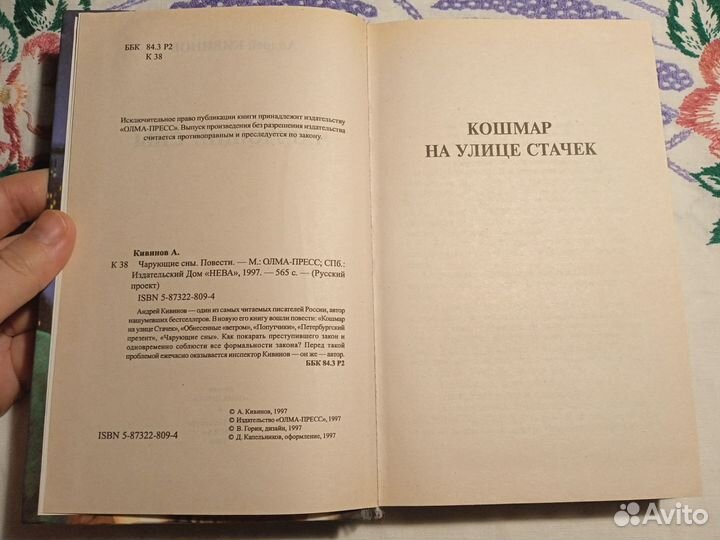 ББК 84.3 Р2
К 38
Исключительное право публикации книги принадлежит издательству
«ОЛМА-ПРЕСС». Выпуск произведения без разрешения издательства
считается противоправным и преследуется по закону.
Кивинов А.
К 38 Чарующие сны. Повести. — М.: ОЛМА-ПРЕСС; СПб.:
Издательский Дом «НЕВА», 1997. — 565 с. — (Русский
проект)
ISBN 5-87322-809-4
Андрей Кивинов — один из самых читаемых писателей России, автор
нашумевших бестселлеров. В новую его книгу вошли повести: «Кошмар
на улице Стачек», «Обнесенные «ветром», «Попутчики», «Петербургский
презент», «Чарующие сны». Как покарать преступившего закон и
одновременно соблюсти все формальности закона? Перед такой
проблемой ежечасно оказывается инспектор Кивинов — он же — автор.
ББК 84.3 Р2
© А. Кивинов, 1997
© Издательство «ОЛМА-ПРЕСС», 1997
© В. Горин, дизайн, 1997
© Д. Капельников, оформление, 1997
ISBN 5-87322-809-4
КОШМАР
НА УЛИЦЕ СТАЧЕК
Avito